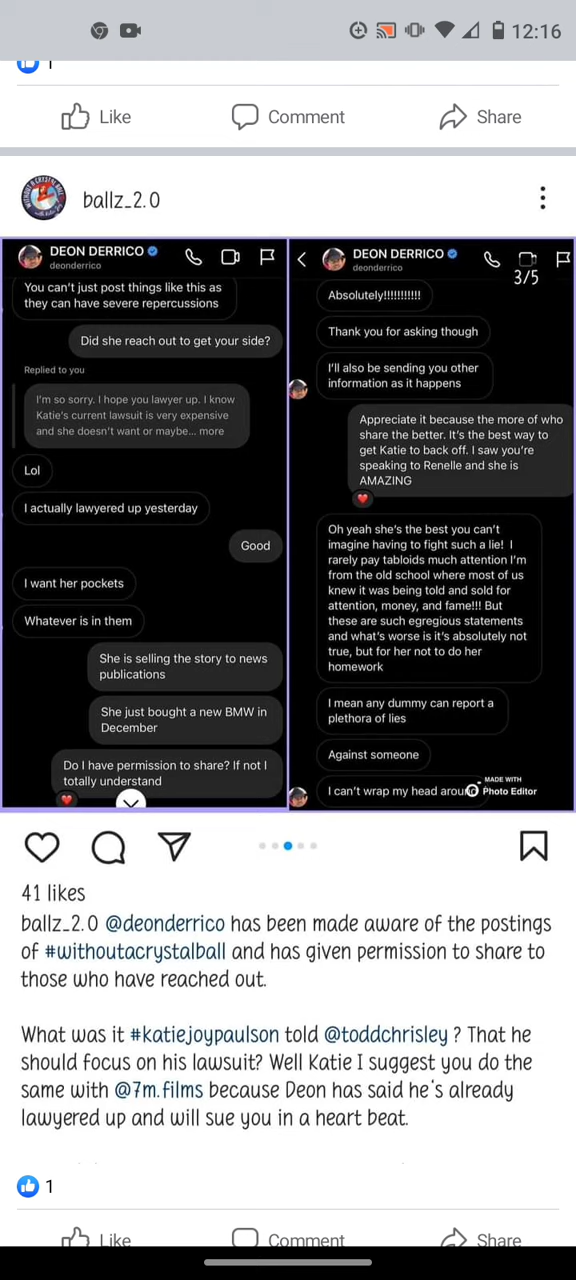 12:16
1
Like
Comment
Share
ballz_2.0
DEON DERRICO
deonderrico
You can't just post things like this as
they can have severe repercussions
Did she reach out to get your side?
Replied to you
I'm so sorry. I hope you lawyer up. I know
Katie's current lawsuit is very expensive
and she doesn't want or maybe... more
Lol
I actually lawyered up yesterday
Good
I want her pockets
Whatever is in them
She is selling the story to news
publications
She just bought a new BMW in
December
Do I have permission to share? If not I
totally understand
DEON DERRICO
deonderrico
3/5
Absolutely!!!!!!!!!!!
Thank you for asking though
I'll also be sending you other
information as it happens
Appreciate it because the more of who
share the better. It's the best way to
get Katie to back off. I saw you're
speaking to Renelle and she is
AMAZING
Oh yeah she's the best you can't
imagine having to fight such a lie! I
rarely pay tabloids much attention I'm
from the old school where most of us
knew it was being told and sold for
attention, money, and fame!!! But
these are such egregious statements
and what's worse is it's absolutely not
true, but for her not to do her
homework
I mean any dummy can report a
plethora of lies
Against someone
I can't wrap my head aroun
MADE WITH
Photo Editor
41 likes
ballz_2.0 @deonderrico has been made aware of the postings
of #withoutacrystalball and has given permission to share to
those who have reached out.
What was it #katiejoypaulson told @toddchrisley ? That he
should focus on his lawsuit? Well Katie I suggest you do the
same with @7m.films because Deon has said he's already
lawyered up and will sue you in a heart beat.
1
Like
Comment
Share